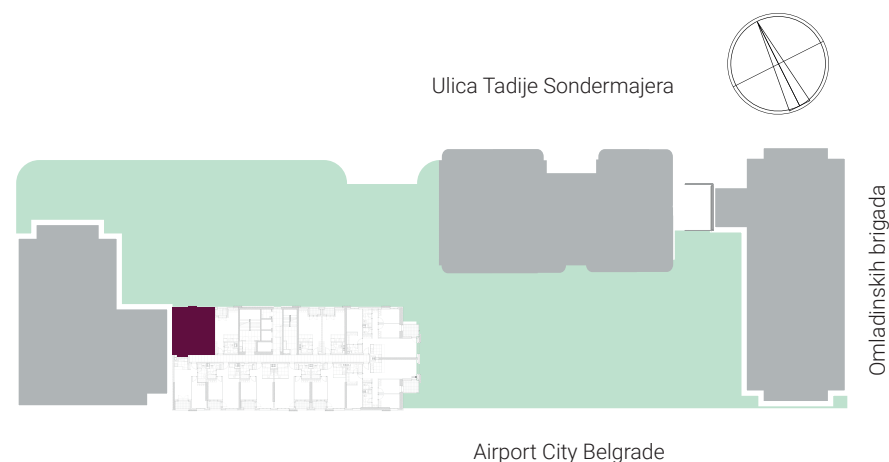 Ulica Tadije Sondermajera
Omladinskih brigada
Airport City Belgrade